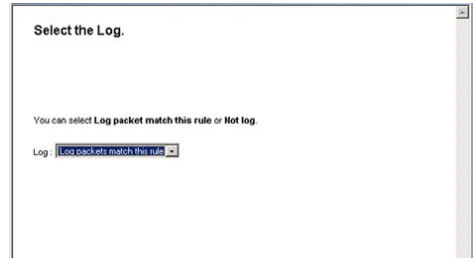 Select the Log.
You can select Log packet match this rule or Not log.
Log : Log packets match this rule